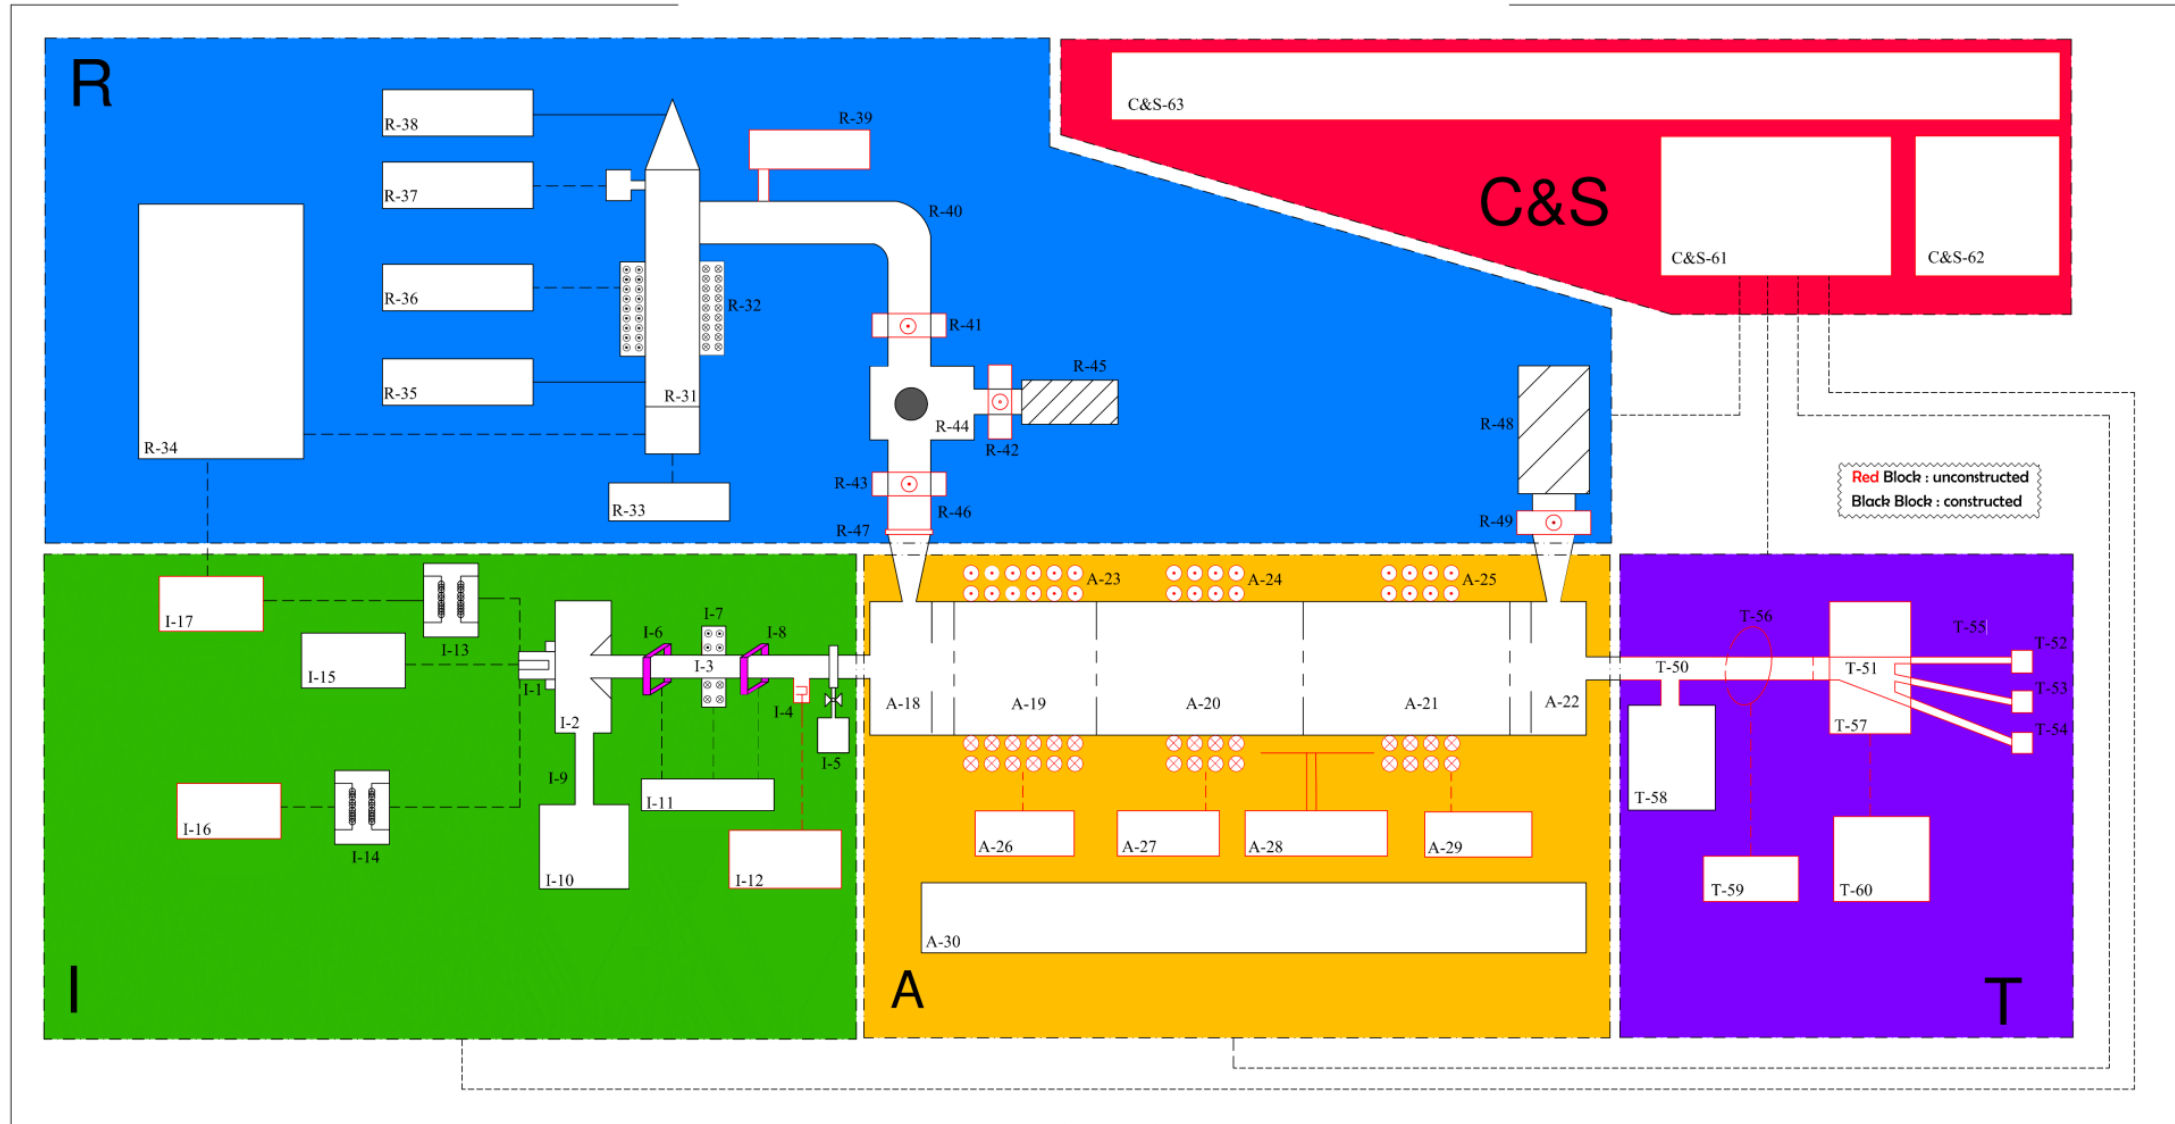 R
R-38
R-39
C&S-63
R-37
C&S
R-40
C&S-61
C&S-62
R-36
R-32
R-41
R-35
R-31
R-45
R-44
R-42
R-48
R-34
Red Block : unconstructed
Black Block : constructed
R-33
R-43
R-46
R-47
R-49
I-17
I-13
I-7
I-6
I-8
A-23
A-24
A-25
T-56
T-55
T-52
I-15
I-1
I-3
T-50
T-51
T-53
I-2
I-4
A-18
A-19
A-20
A-21
A-22
T-57
T-54
I-5
I-9
I-11
T-58
I-16
I-14
I-10
I-12
A-26
A-27
A-28
A-29
T-59
T-60
A-30
I
A
T